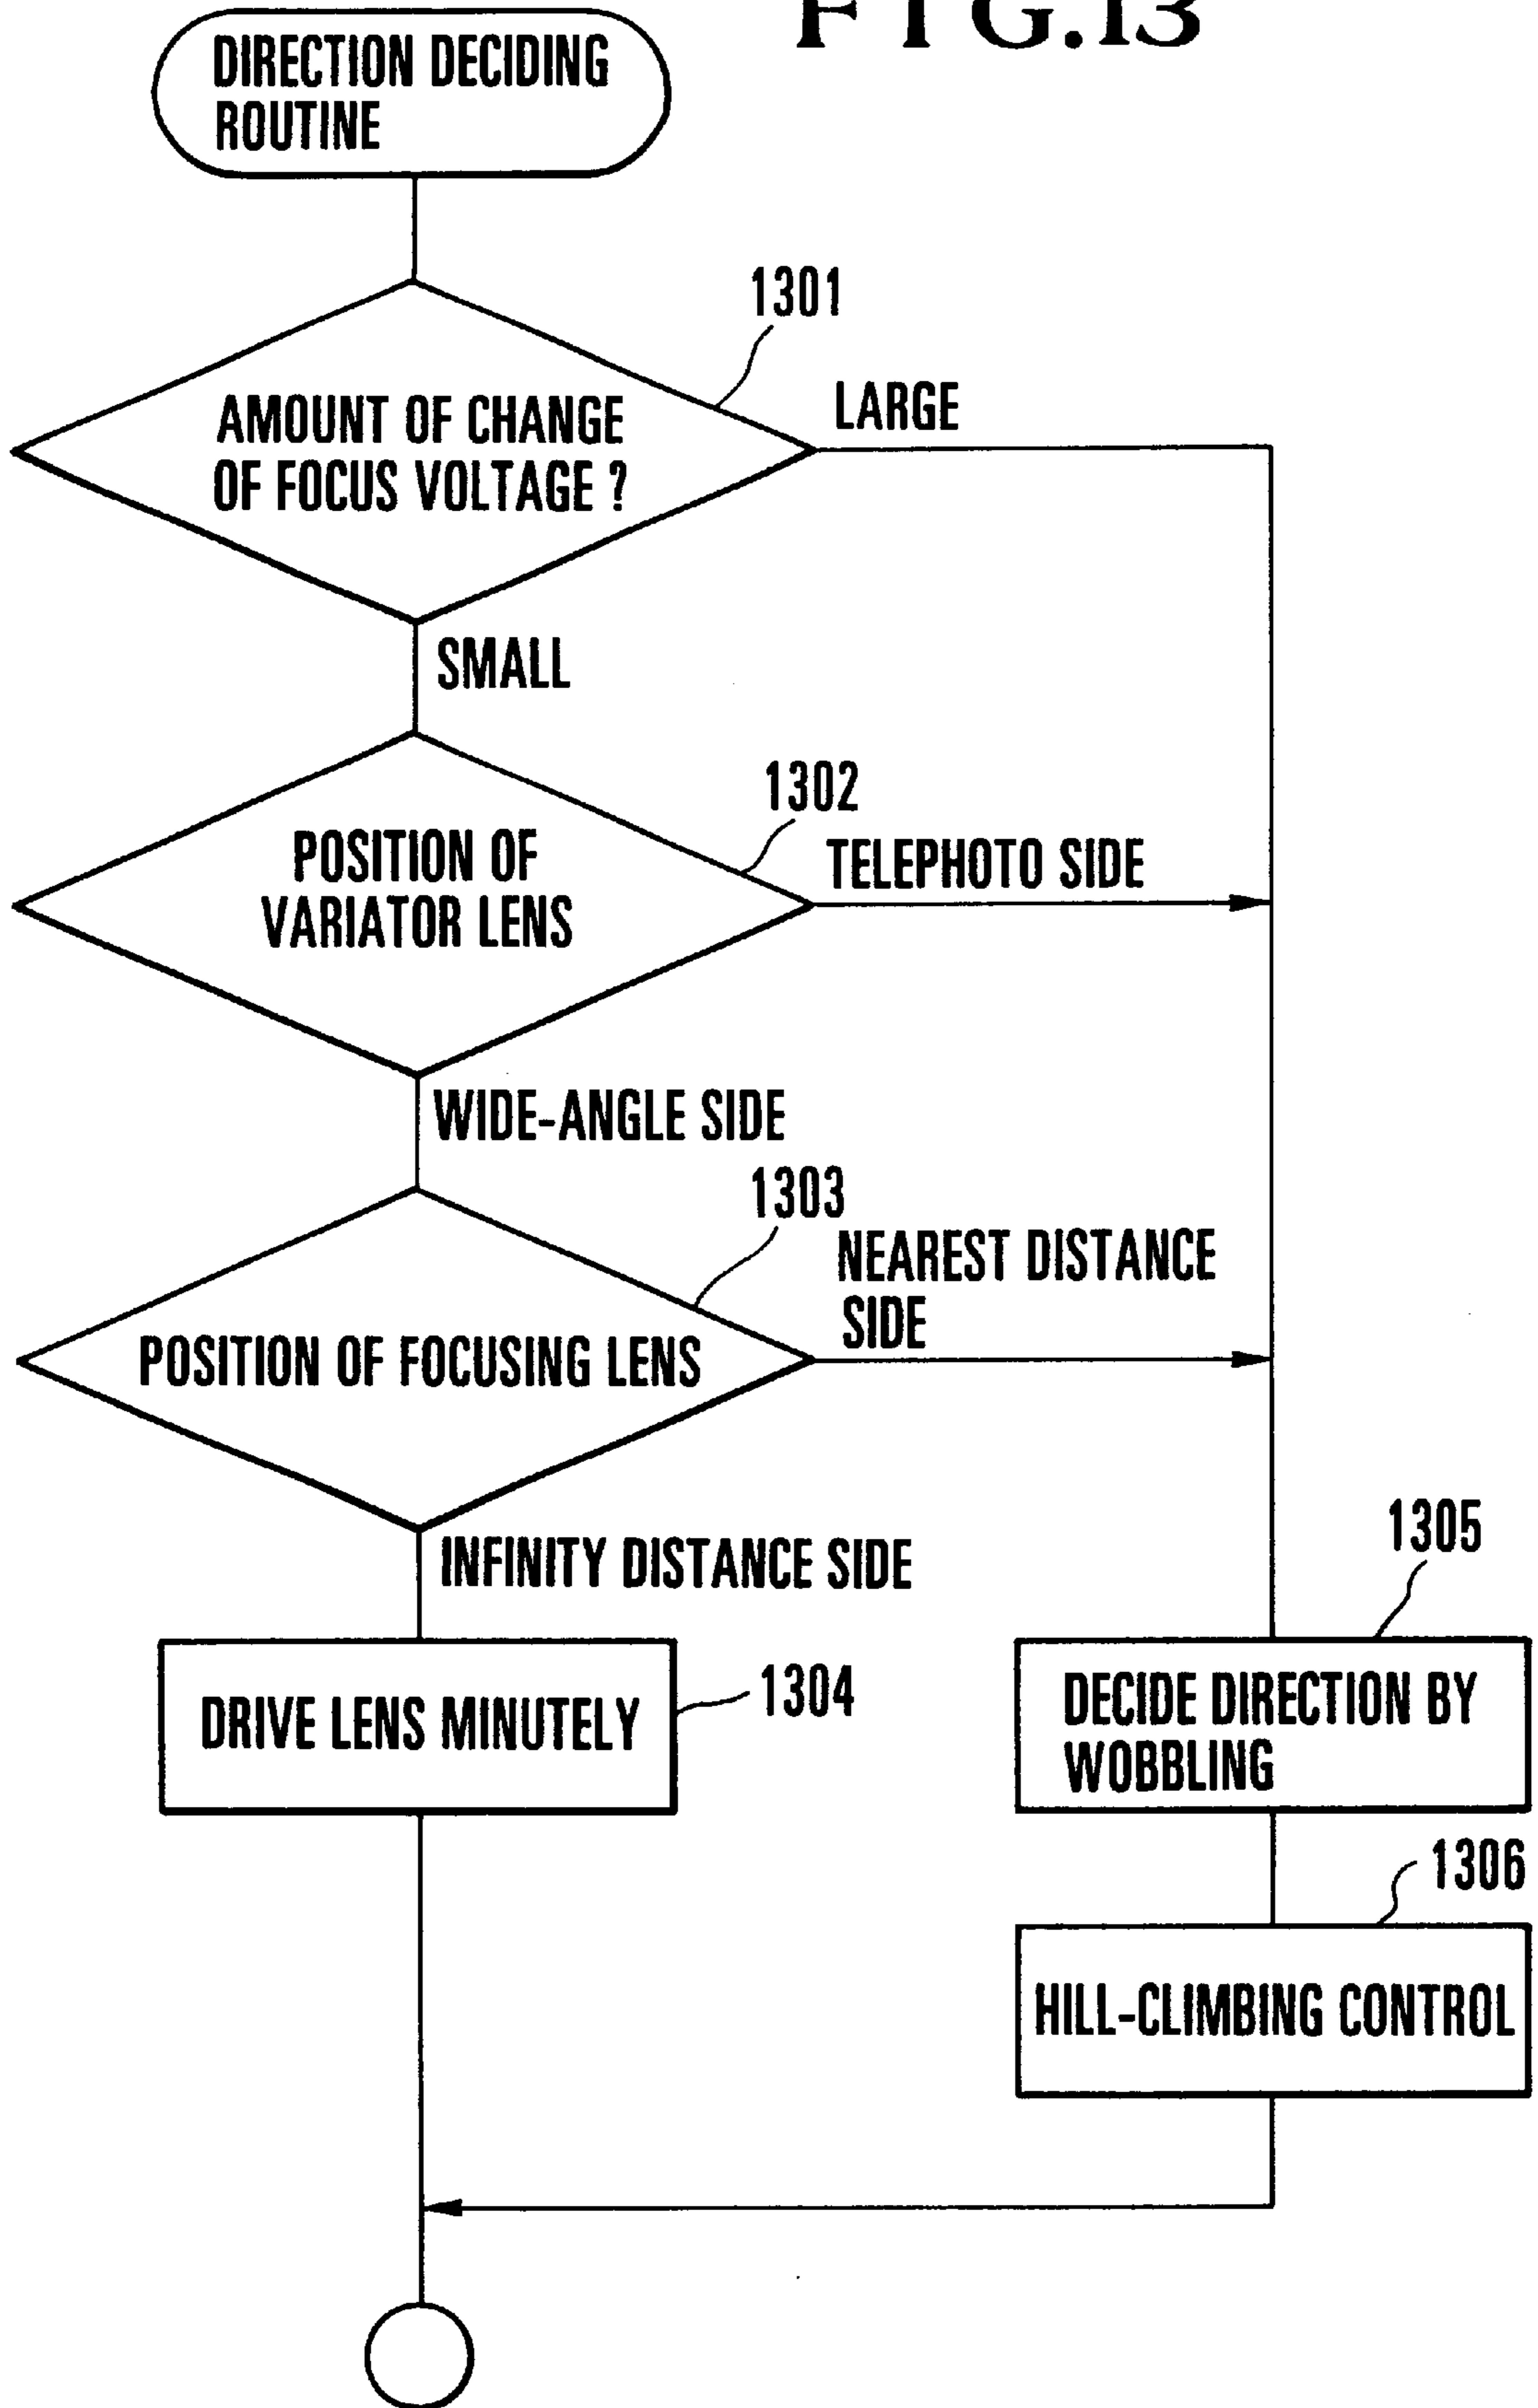 FIG.13
DIRECTION DECIDING
ROUTINE
1301
AMOUNT OF CHANGE
OF FOCUS VOLTAGE ?
LARGE
SMALL
1302
POSITION OF
VARIATOR LENS
TELEPHOTO SIDE
WIDE-ANGLE SIDE
1303
NEAREST DISTANCE
SIDE
POSITION OF FOCUSING LENS
INFINITY DISTANCE SIDE
1305
DRIVE LENS MINUTELY
1304
DECIDE DIRECTION BY
WOBBLING
1306
HILL-CLIMBING CONTROL